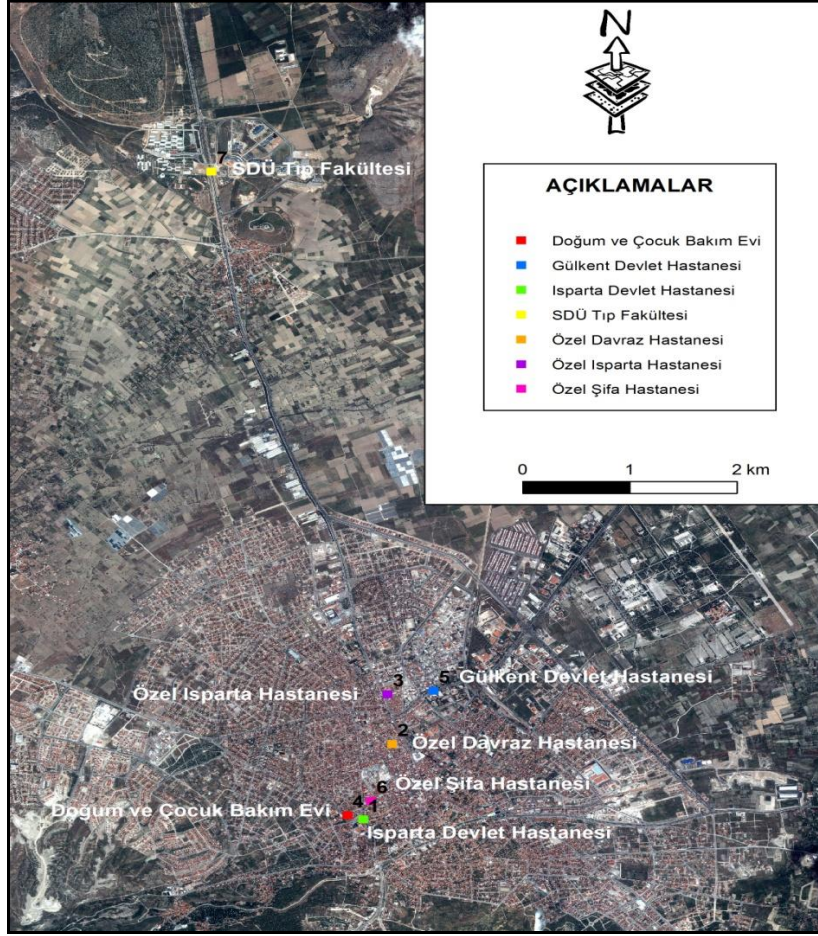 N
AÇIKLAMALAR
Doğum ve Çocuk Bakım Evi
Gülkent Devlet Hastanesi
Isparta Devlet Hastanesi
SDÜ Tıp Fakültesi
Özel Davraz Hastanesi
Özel Isparta Hastanesi
Özel Şifa Hastanesi
0 1 2 km
7
SDÜ Tıp Fakültesi
3
Özel Isparta Hastanesi
5
Gülkent Devlet Hastanesi
2
Özel Davraz Hastanesi
6
Özel Şifa Hastanesi
4
Doğum ve Çocuk Bakım Evi
1
Isparta Devlet Hastanesi